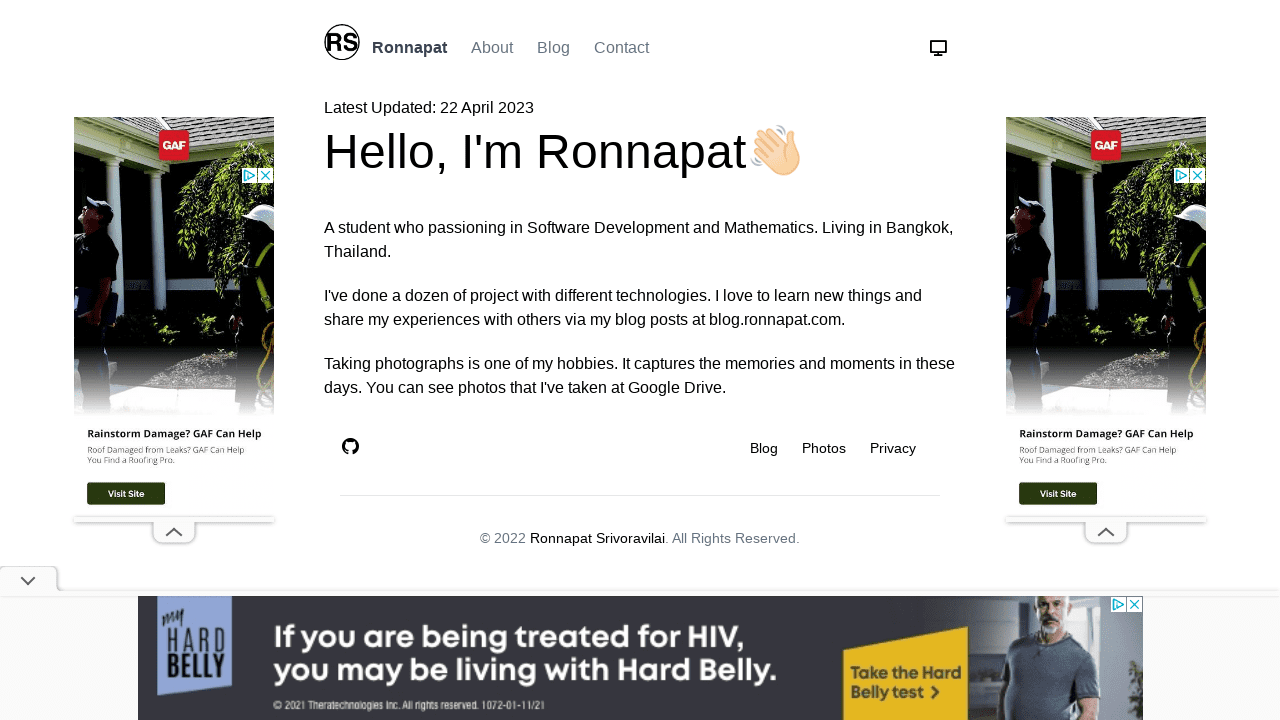 RS Ronnapat About Blog Contact
Latest Updated: 22 April 2023
Hello, I'm Ronnapat👋🏻
A student who passioning in Software Development and Mathematics. Living in Bangkok,
Thailand.
I've done a dozen of project with different technologies. I love to learn new things and
share my experiences with others via my blog posts at blog.ronnapat.com.
Taking photographs is one of my hobbies. It captures the memories and moments in these
days. You can see photos that I've taken at Google Drive.
Blog Photos Privacy
© 2022 Ronnapat Srivoravilai. All Rights Reserved.
GAF
Rainstorm Damage? GAF Can Help
Roof Damaged from Leaks? GAF Can Help
You Find a Roofing Pro.
Visit Site
GAF
Rainstorm Damage? GAF Can Help
Roof Damaged from Leaks? GAF Can Help
You Find a Roofing Pro.
Visit Site
my
HARD
BELLY
If you are being treated for HIV,
you may be living with Hard Belly.
© 2021 Theratechnologies Inc. All rights reserved. 1072-01-11/21
Take the Hard
Belly test >